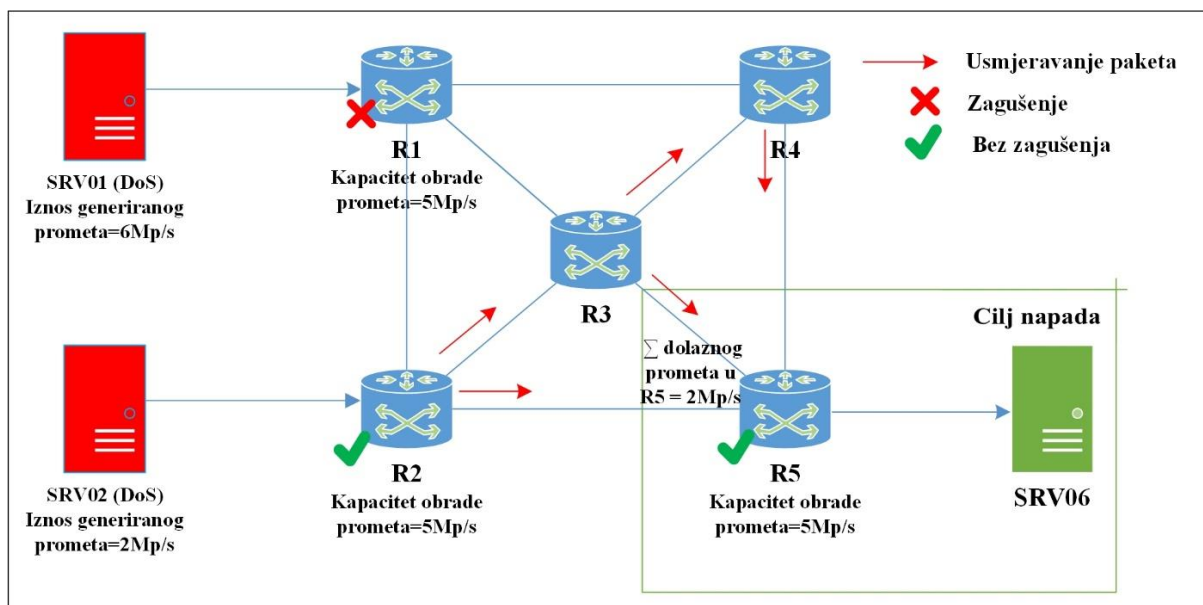 R1
Kapacitet obrade
prometa=5Mp/s
R4
Usmjeravanje paketa
Zagušenje
Bez zagušenja
SRV01 (DoS)
Iznos generiranog
prometa=6Mp/s
R3
Cilj napada
∑ dolaznog
prometa u
R5 = 2Mp/s
SRV02 (DoS)
Iznos generiranog
prometa=2Mp/s
R2
Kapacitet obrade
prometa=5Mp/s
R5
Kapacitet obrade
prometa=5Mp/s
SRV06